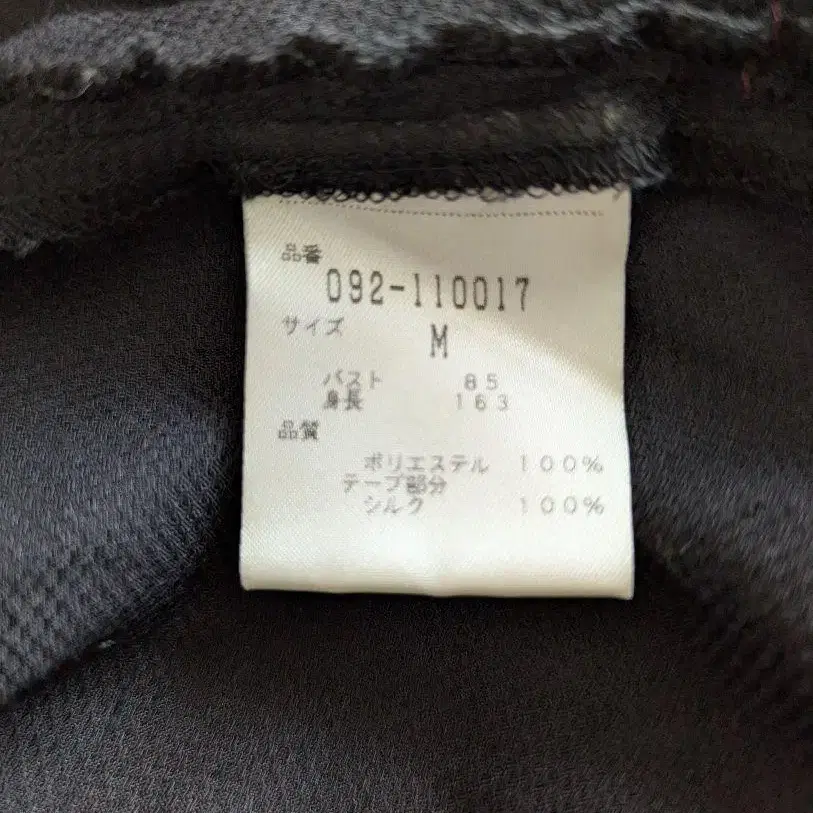 品番
092-110017
サイズ
M
バスト 85
身長 163
品質
ポリエステル 100%
テープ部分
シルク 100%